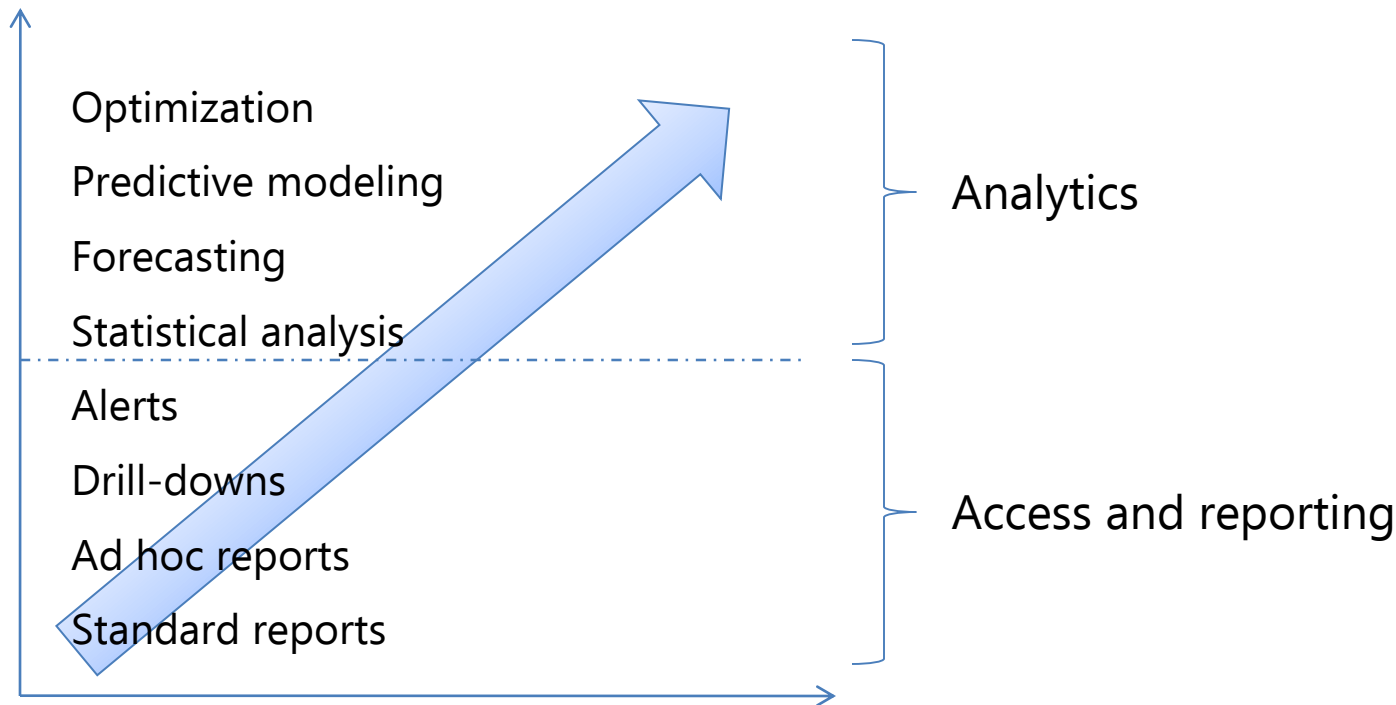 Optimization
Predictive modeling
Forecasting
Statistical analysis
Alerts
Drill-downs
Ad hoc reports
Standard reports
Analytics
Access and reporting